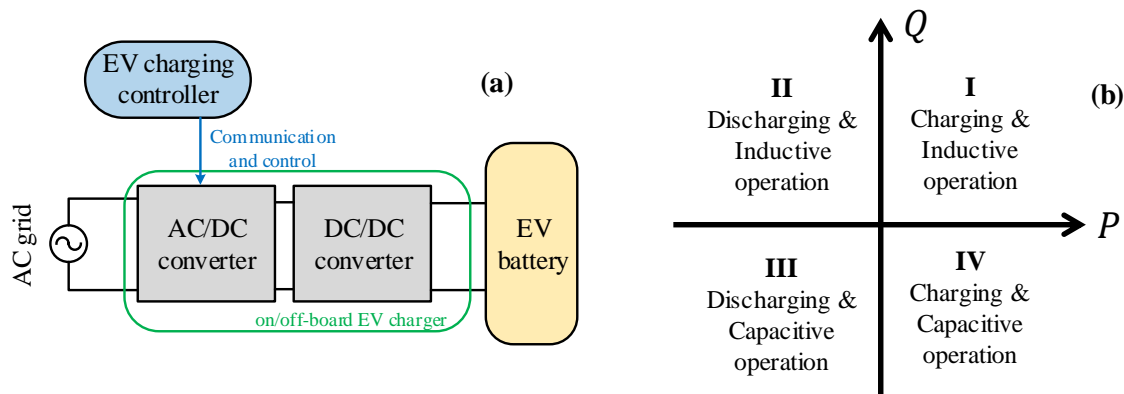 EV charging
controller
(a)
Communication
and control
AC grid
AC/DC
converter
DC/DC
converter
EV
battery
on/off-board EV charger
Q
II
Discharging &
Inductive
operation
I
Charging &
Inductive
operation
(b)
P
III
Discharging &
Capacitive
operation
IV
Charging &
Capacitive
operation